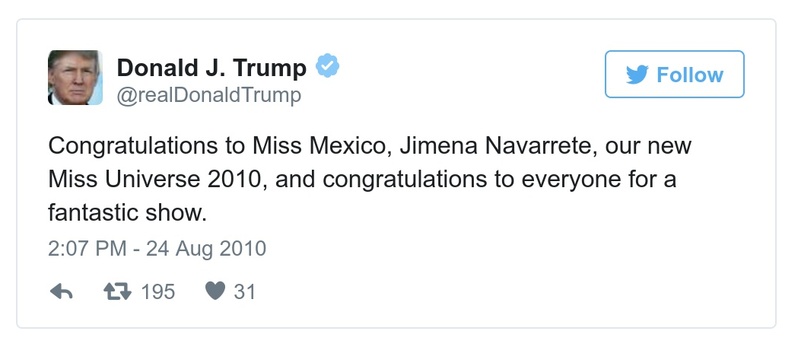 Donald J. Trump
@realDonaldTrump
Follow
Congratulations to Miss Mexico, Jimena Navarrete, our new
Miss Universe 2010, and congratulations to everyone for a
fantastic show.
2:07 PM - 24 Aug 2010
195 31